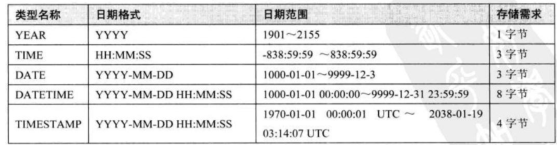 类型名称 日期格式 日期范围 存储需求
YEAR YYYY 1901～2155 1 字节
TIME HH:MM:SS -838:59:59 ～838:59:59 3 字节
DATE YYYY-MM-DD 1000-01-01～9999-12-3 3 字节
DATETIME YYYY-MM-DD HH:MM:SS 1000-01-01 00:00:00～9999-12-31 23:59:59 8 字节
TIMESTAMP YYYY-MM-DD HH:MM:SS 1970-01-01 00:00:01 UTC ～ 2038-01-19 03:14:07 UTC 4 字节